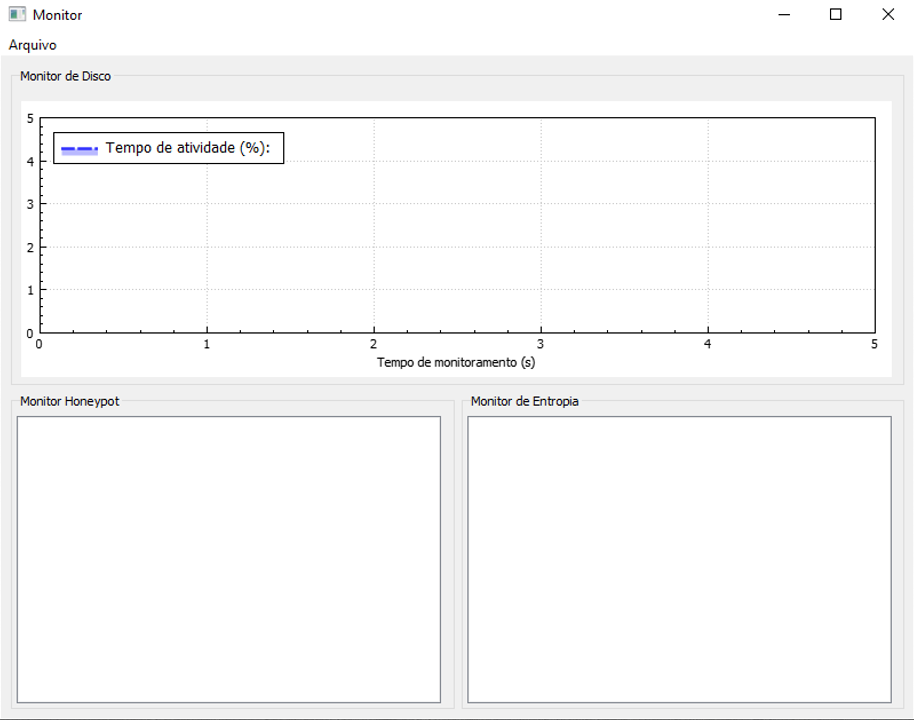 Monitor
Arquivo
Monitor de Disco
5
Tempo de atividade (%):
4
3
2
1
0
0 1 2 3 4 5
Tempo de monitoramento (s)
Monitor Honeypot
Monitor de Entropia